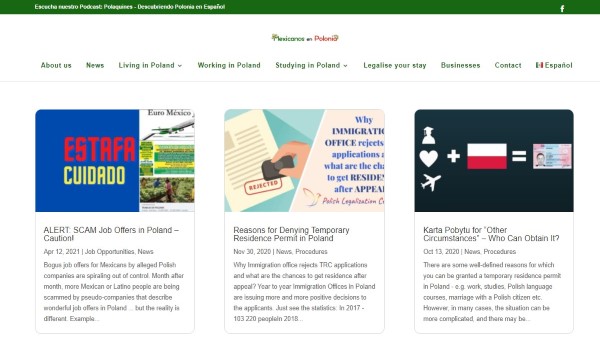 Escucha nuestro Podcast: Polaquines - Descubriendo Polonia en Español
Mexicanos en Polonia
About us News Living in Poland Working in Poland Studying in Poland Legalise your stay Businesses Contact Español
Euro México
ESTAFA
CUIDADO
ALERT: SCAM Job Offers in Poland –
Caution!
Apr 12, 2021 | Job Opportunities, News
Bogus job offers for Mexicans by alleged Polish
companies are spiraling out of control. Month after
month, more Mexican or Latino people are being
scammed by pseudo-companies that describe
wonderful job offers in Poland ... but the reality is
different: Example...
Why
IMMIGRATION
OFFICE rejects
applications a
what are the cha
to get RESIDE
after APPEA
REJECTED
Polish Legalization C
Reasons for Denying Temporary
Residence Permit in Poland
Nov 30, 2020 | News, Procedures
Why Immigration office rejects TRC applications
and what are the chances to get residence after
appeal? Year to year Immigration Offices in Poland
are issuing more and more positive decisions to
the applicants. Just see the statistics. In 2017 -
103 220 peopleIn 2018...
+ =
Karta Pobytu for “Other
Circumstances” – Who Can Obtain It?
Oct 13, 2020 | News, Procedures
There are some well-defined reasons for which
you can be granted a temporary residence permit
in Poland - e.g. work, studies, Polish language
courses, marriage with a Polish citizen etc.
However, in many cases, the situation can be
more complicated, and there may be...